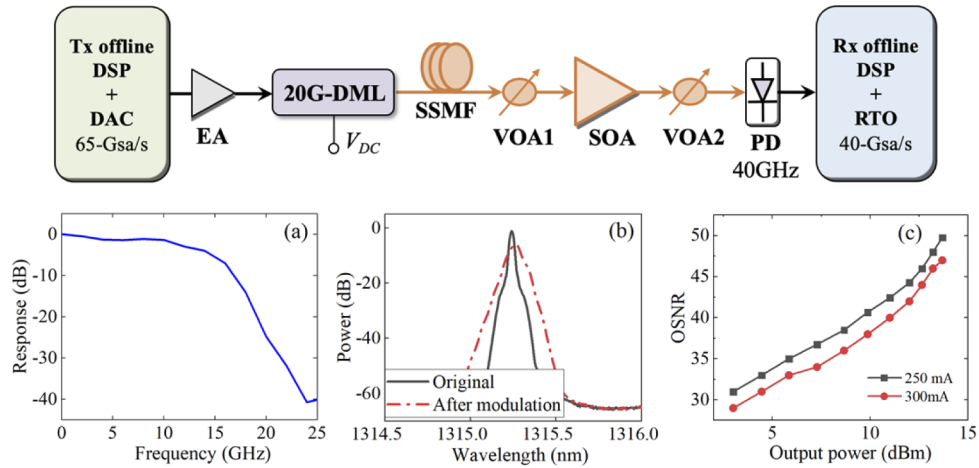 Tx offline
DSP
+
DAC
65-Gsa/s
EA
20G-DML
V_DC
SSMF
VOA1
SOA
VOA2
PD
40GHz
Rx offline
DSP
+
RTO
40-Gsa/s
(a)
Response (dB)
0
-10
-20
-30
-40
0 5 10 15 20 25
Frequency (GHz)
(b)
Power (dB)
0
-20
-40
-60
Original
After modulation
1314.5 1315.0 1315.5 1316.0
Wavelength (nm)
(c)
OSNR
50
45
40
35
30
250 mA
300mA
5 10 15
Output power (dBm)